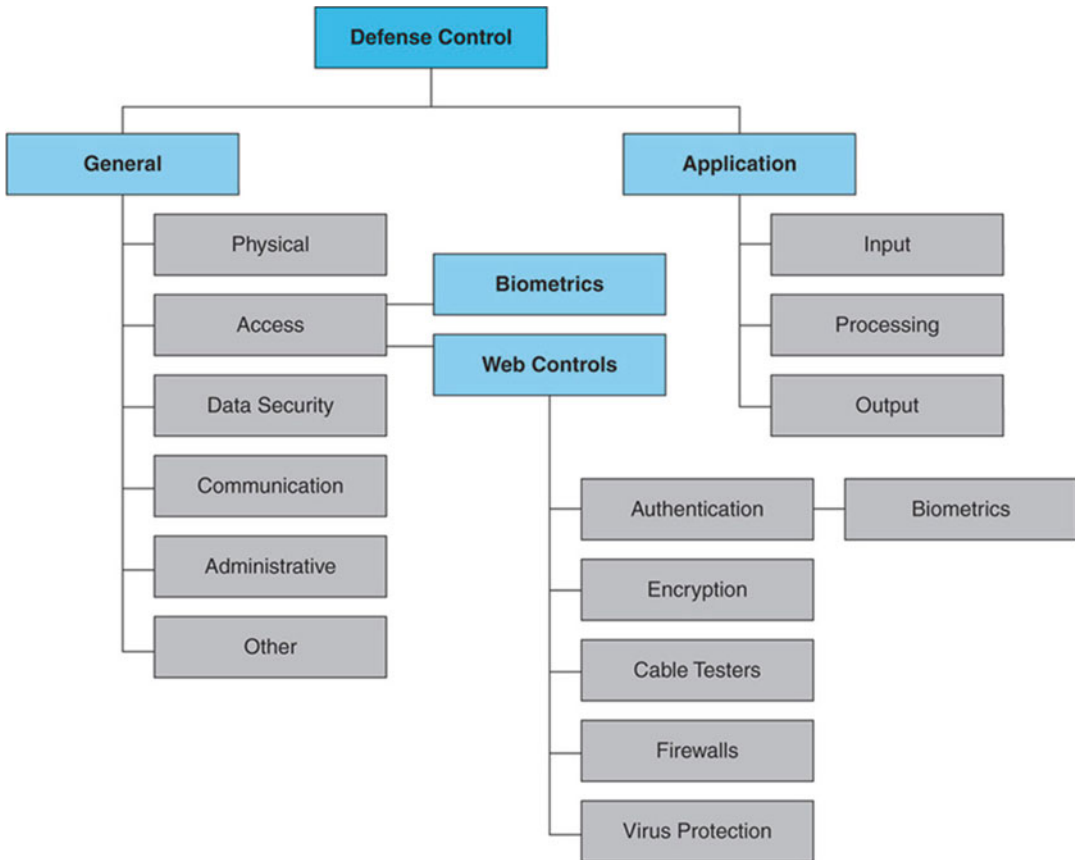 Defense Control
General
Application
Physical
Access
Data Security
Communication
Administrative
Other
Biometrics
Web Controls
Authentication
Biometrics
Encryption
Cable Testers
Firewalls
Virus Protection
Input
Processing
Output